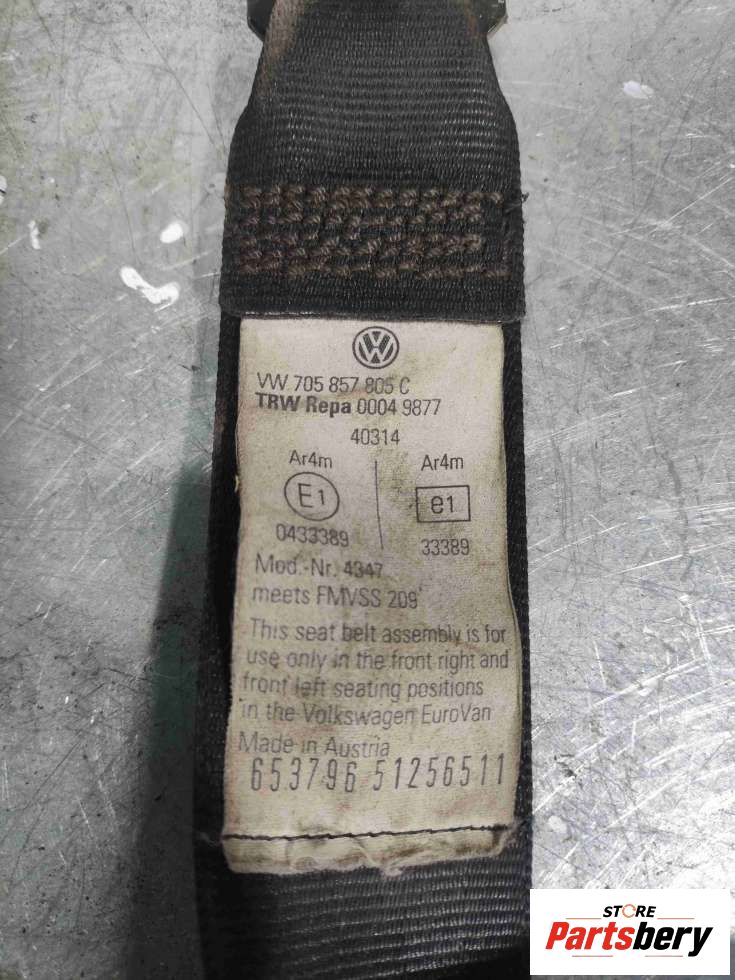 VW 705 857 805 C
TRW Repa 0004 9877
40314
Ar4m Ar4m
E1 e1
0433389 33389
Mod.-Nr. 4347
meets FMVSS 209
This seat belt assembly is for
use only in the front right and
front left seating positions
in the Volkswagen EuroVan
Made in Austria
653796 51256511
STORE
Partsbery